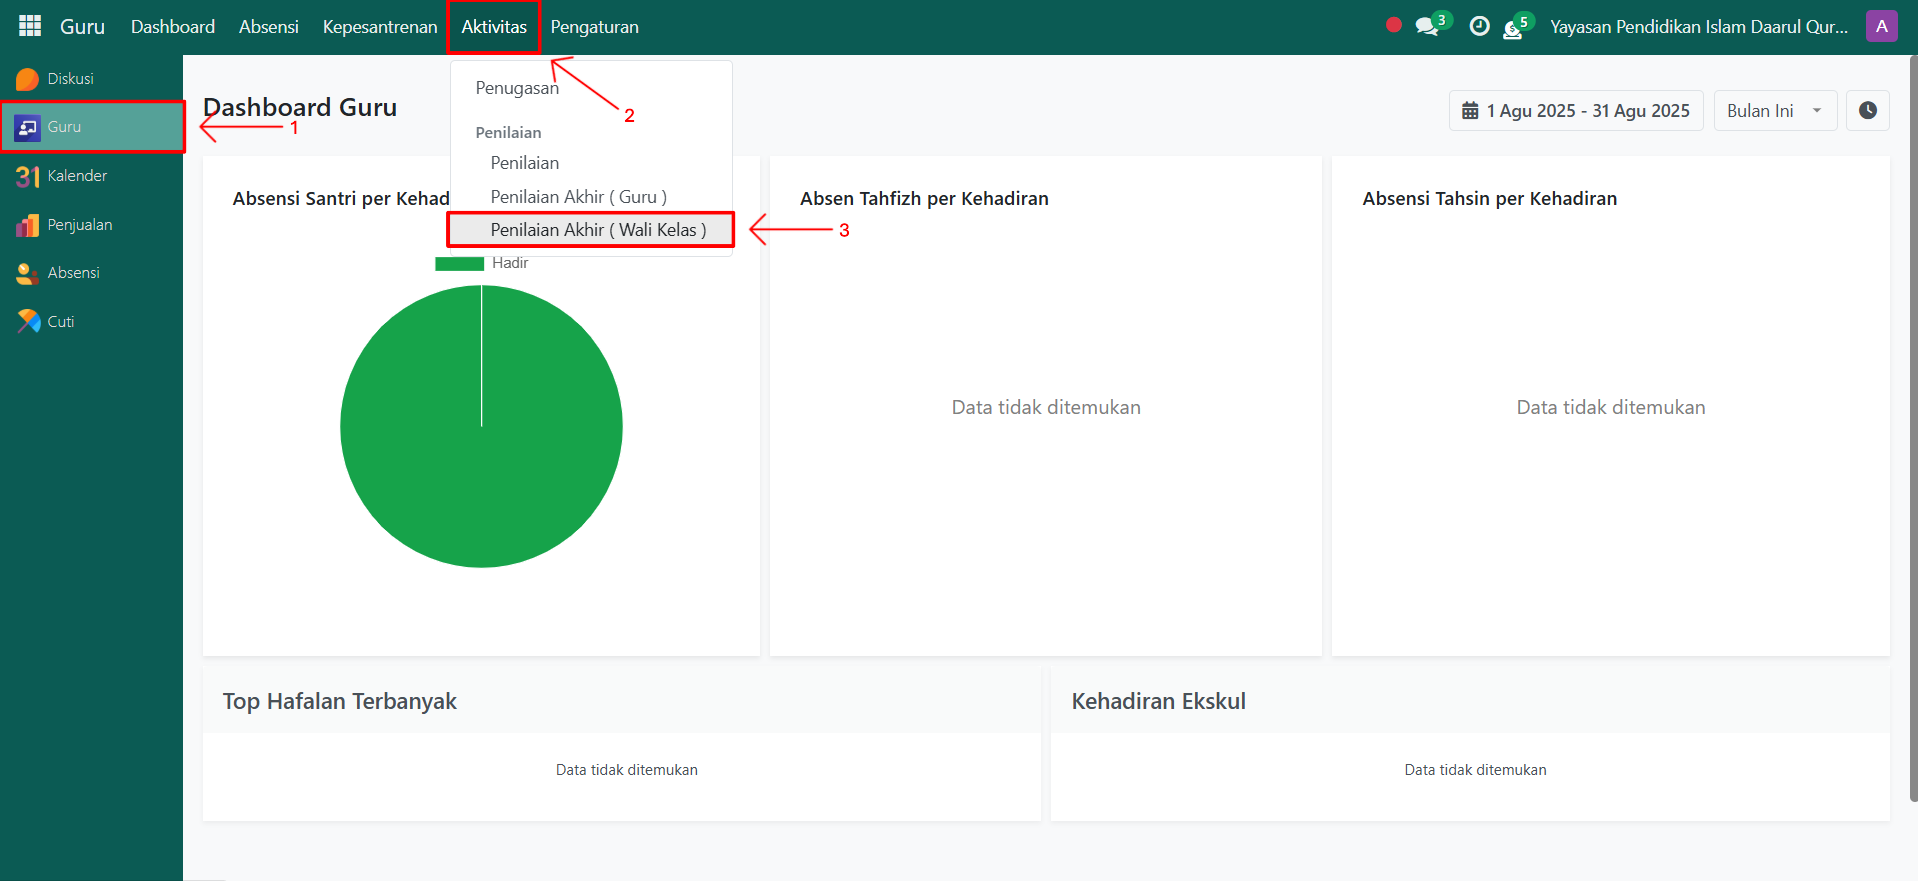 Guru Dashboard Absensi Kepesantrenan Aktivitas Pengaturan 3 5 Yayasan Pendidikan Islam Daarul Qur... A
Diskusi
Guru
Kalender
Penjualan
Absensi
Cuti
1
2
3
Penugasan
Penilaian
Penilaian
Penilaian Akhir ( Guru )
Penilaian Akhir ( Wali Kelas )
Dashboard Guru
1 Agu 2025 - 31 Agu 2025
Bulan Ini
Absensi Santri per Kehad
Hadir
Absen Tahfizh per Kehadiran
Data tidak ditemukan
Absensi Tahsin per Kehadiran
Data tidak ditemukan
Top Hafalan Terbanyak
Data tidak ditemukan
Kehadiran Ekskul
Data tidak ditemukan